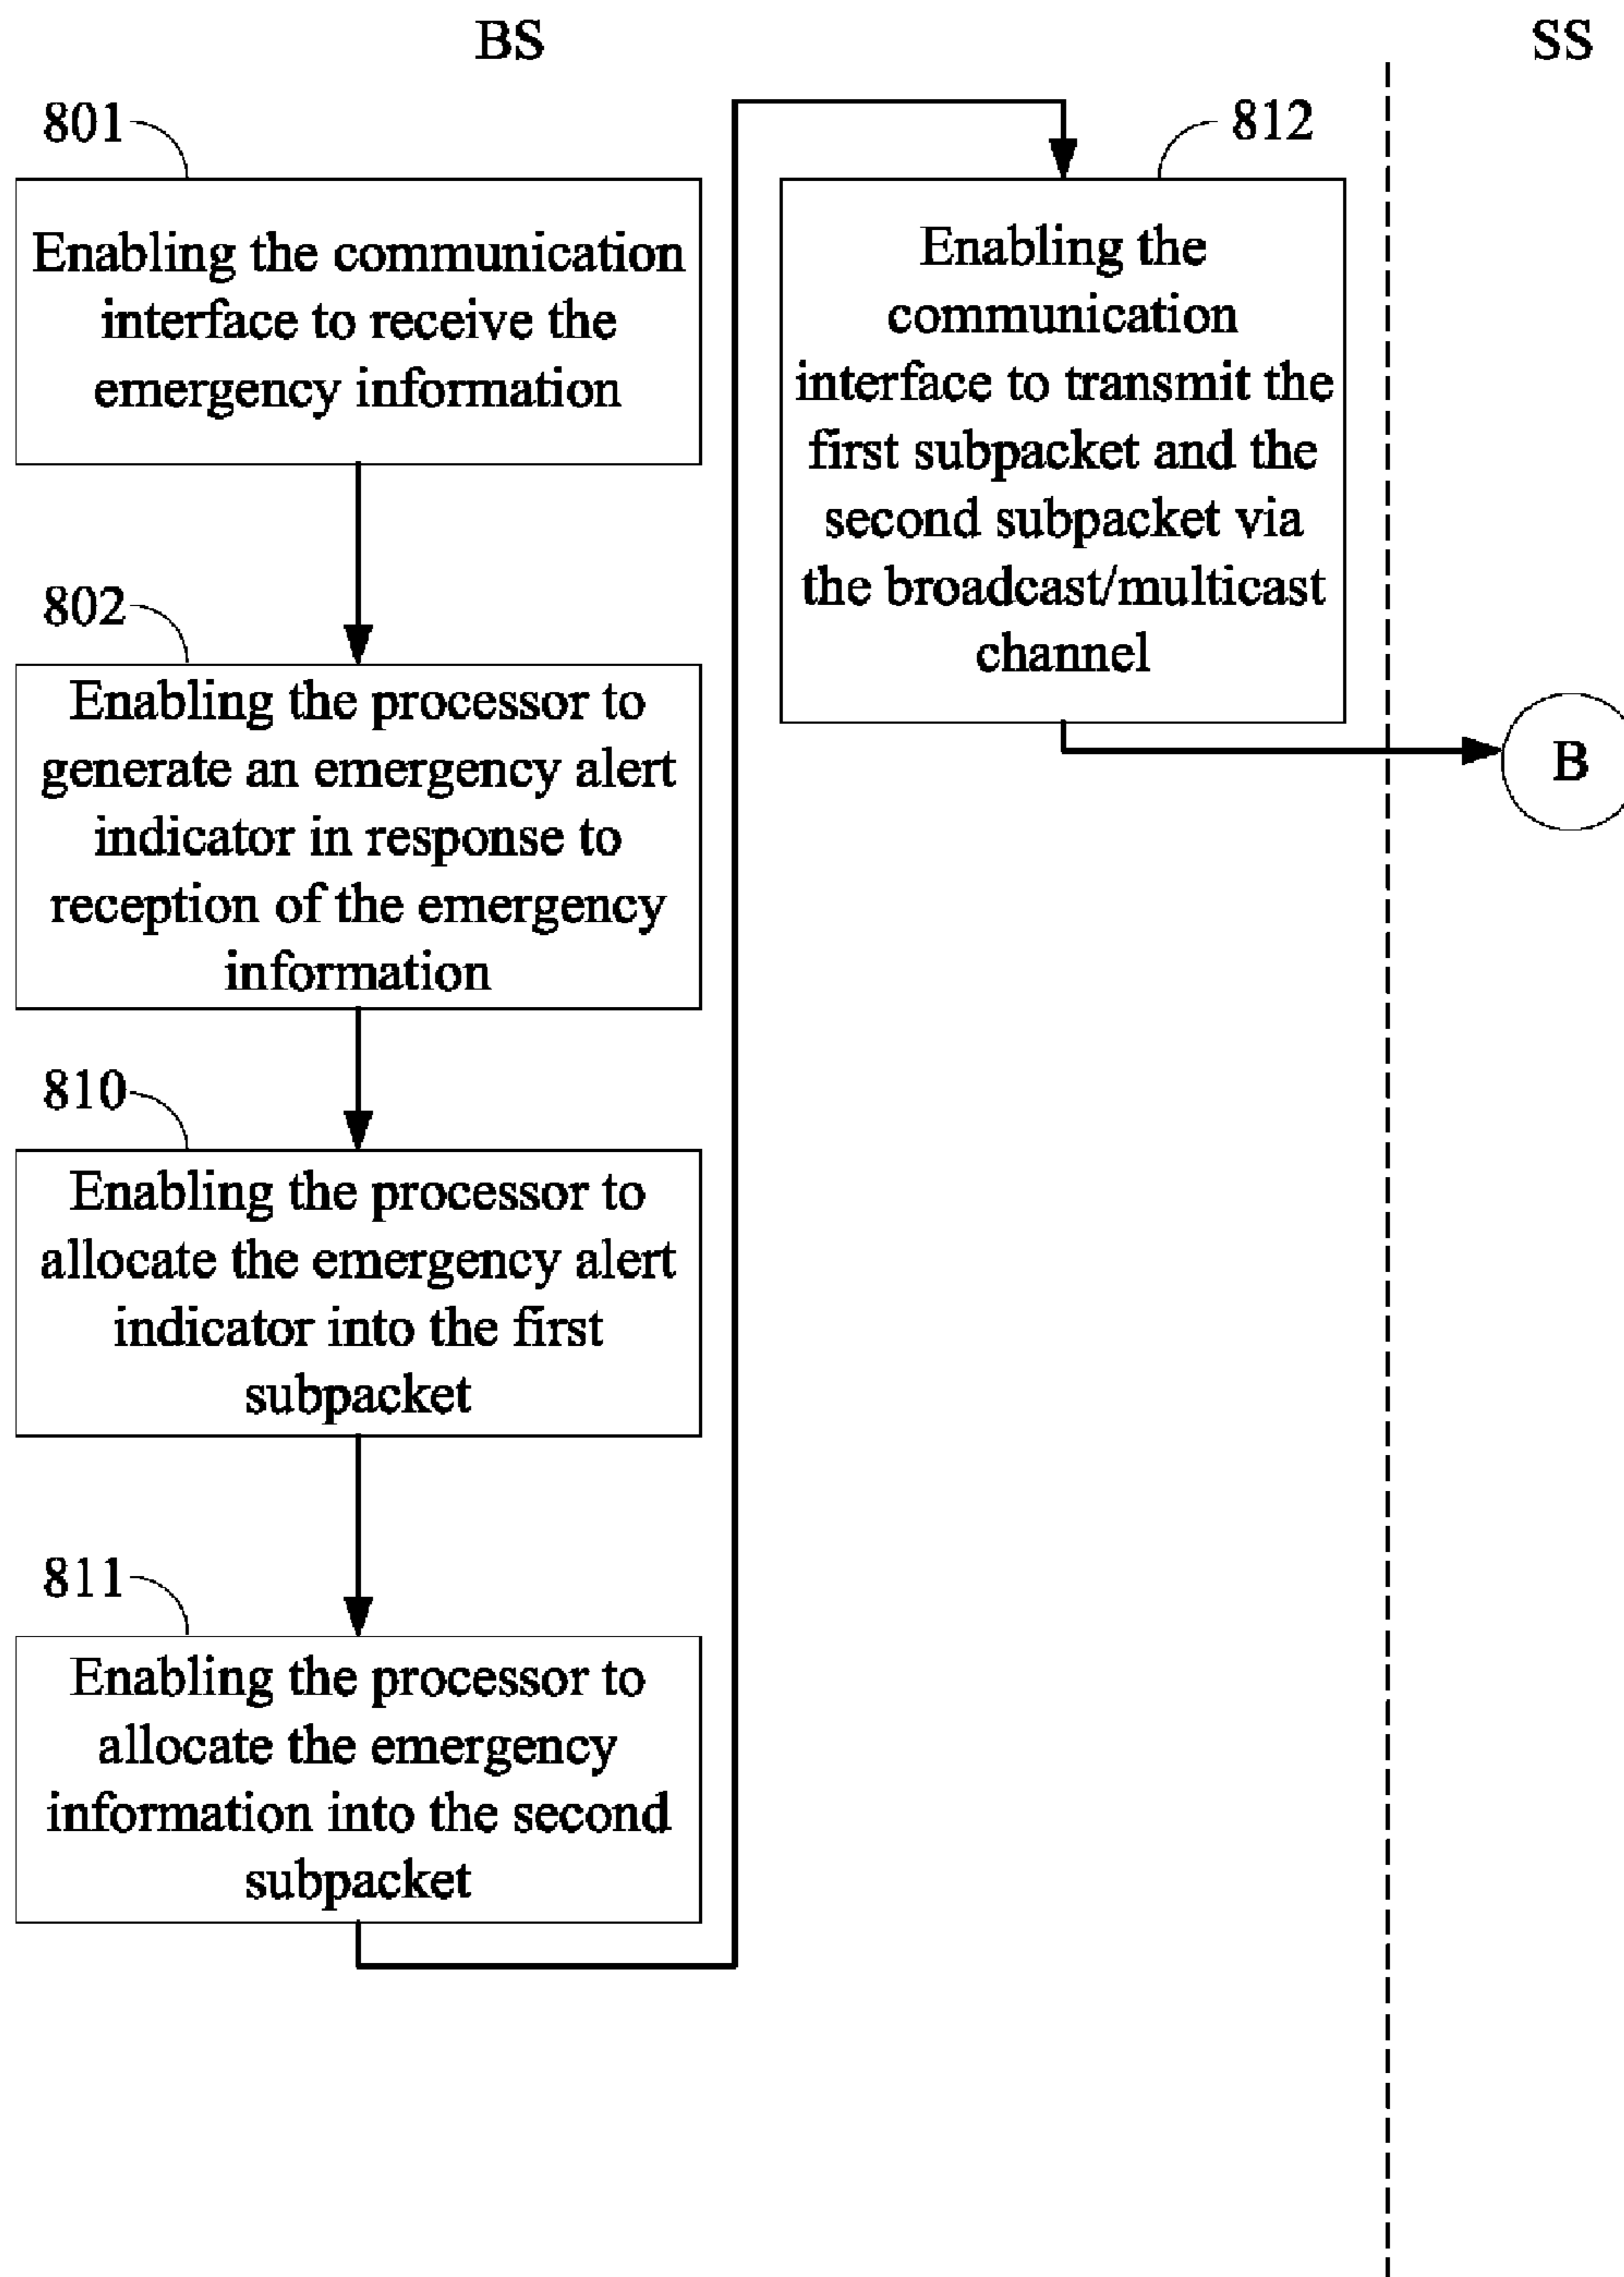 BS
SS
801
Enabling the communication
interface to receive the
emergency information
802
Enabling the processor to
generate an emergency alert
indicator in response to
reception of the emergency
information
810
Enabling the processor to
allocate the emergency alert
indicator into the first
subpacket
811
Enabling the processor to
allocate the emergency
information into the second
subpacket
812
Enabling the
communication
interface to transmit the
first subpacket and the
second subpacket via
the broadcast/multicast
channel
B